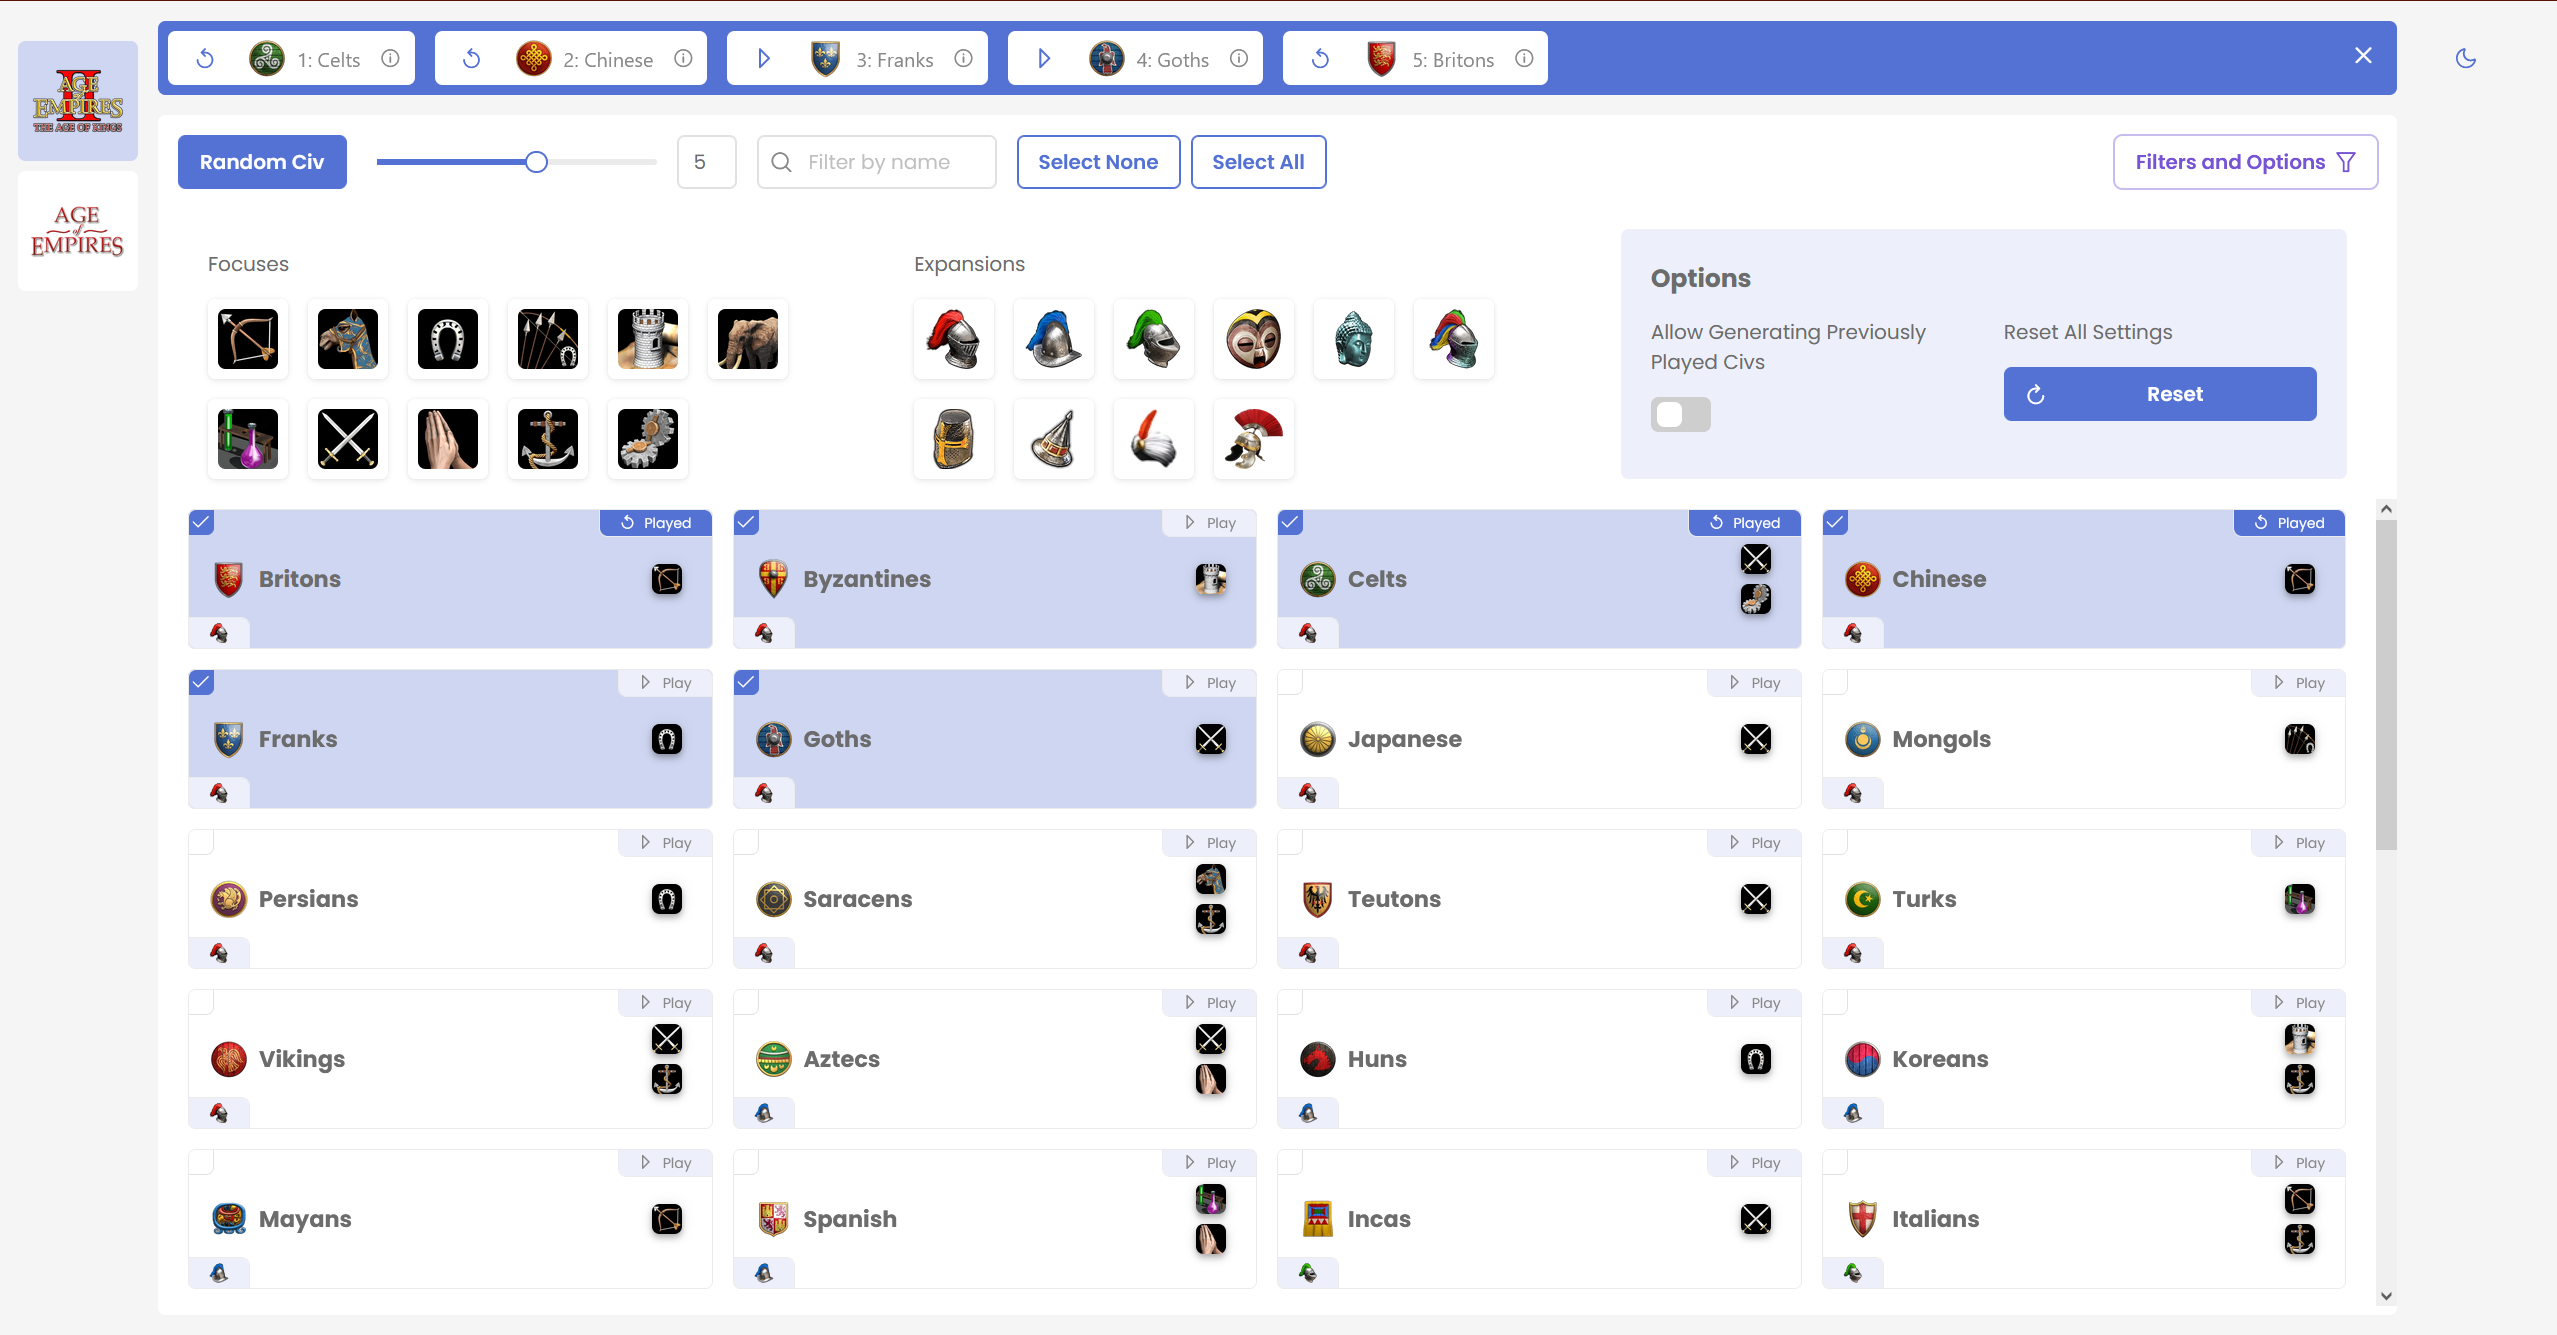 AGE
of
EMPIRES
II
THE AGE OF KINGS
AGE
of
EMPIRES
1: Celts
2: Chinese
3: Franks
4: Goths
5: Britons
Random Civ
5
Filter by name
Select None
Select All
Filters and Options
Focuses
Expansions
Options
Allow Generating Previously
Played Civs
Reset All Settings
Reset
Played
Britons
Play
Byzantines
Played
Celts
Played
Chinese
Play
Franks
Play
Goths
Play
Japanese
Play
Mongols
Play
Persians
Play
Saracens
Play
Teutons
Play
Turks
Play
Vikings
Play
Aztecs
Play
Huns
Play
Koreans
Play
Mayans
Play
Spanish
Play
Incas
Play
Italians